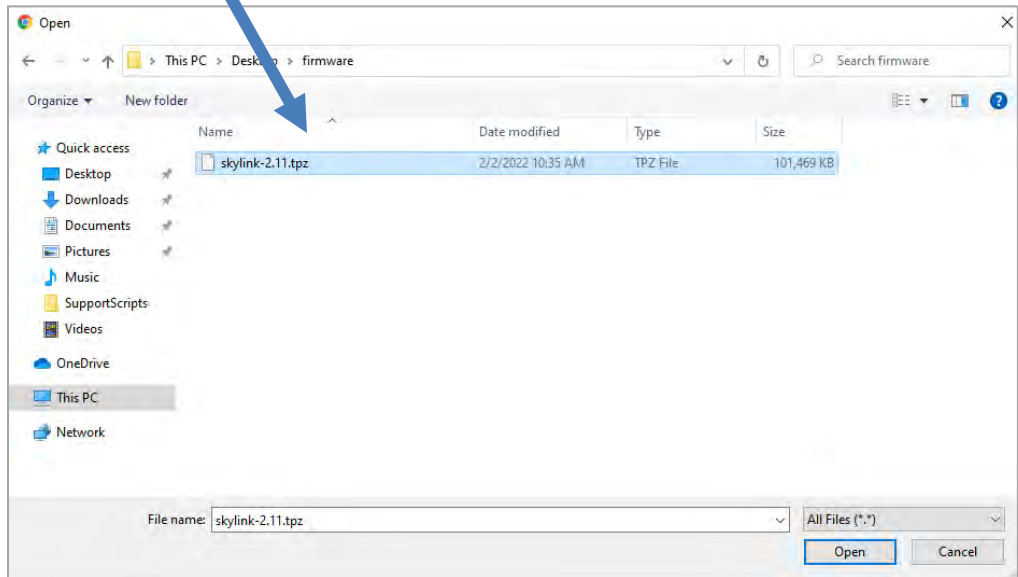 Open
This PC > Desktop > firmware
Search firmware
Organize
New folder
Name
Date modified
Type
Size
skylink-2.11.tpz
2/2/2022 10:35 AM
TPZ File
101,469 KB
Quick access
Desktop
Downloads
Documents
Pictures
Music
SupportScripts
Videos
OneDrive
This PC
Network
File name: skylink-2.11.tpz
All Files (*.*)
Open
Cancel